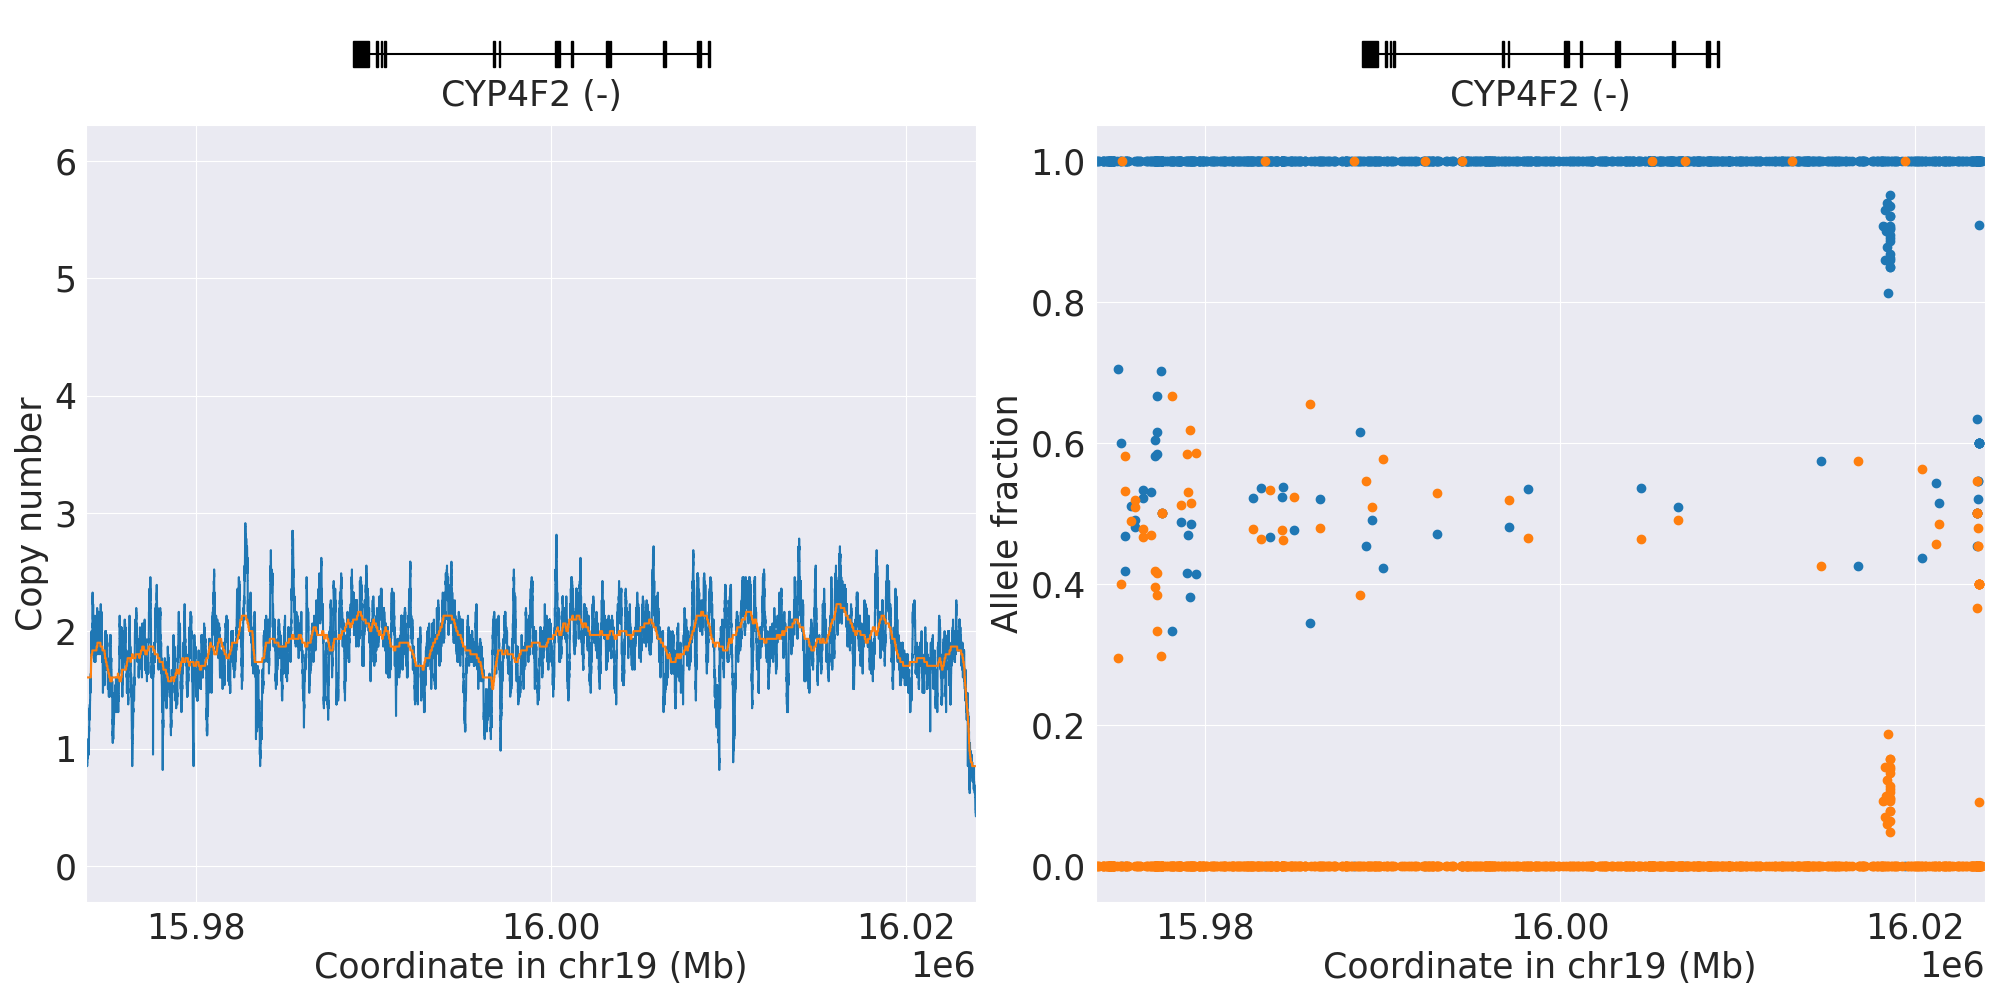 CYP4F2 (-)
Copy number
6
5
4
3
2
1
0
15.98
16.00
16.02
Coordinate in chr19 (Mb)
1e6
CYP4F2 (-)
Allele fraction
1.0
0.8
0.6
0.4
0.2
0.0
15.98
16.00
16.02
Coordinate in chr19 (Mb)
1e6